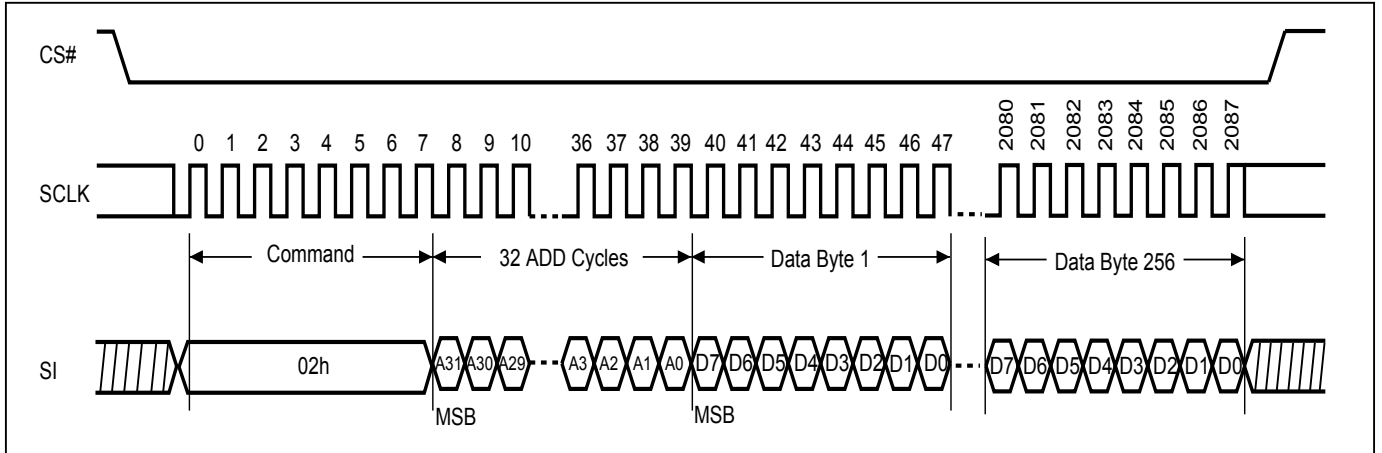 CS#
2080 2081 2082 2083 2084 2085 2086 2087
0 1 2 3 4 5 6 7 8 9 10 36 37 38 39 40 41 42 43 44 45 46 47
SCLK
Command 32 ADD Cycles Data Byte 1 Data Byte 256
SI 02h A31 A30 A29 A3 A2 A1 A0 D7 D6 D5 D4 D3 D2 D1 D0 D7 D6 D5 D4 D3 D2 D1 D0
MSB MSB